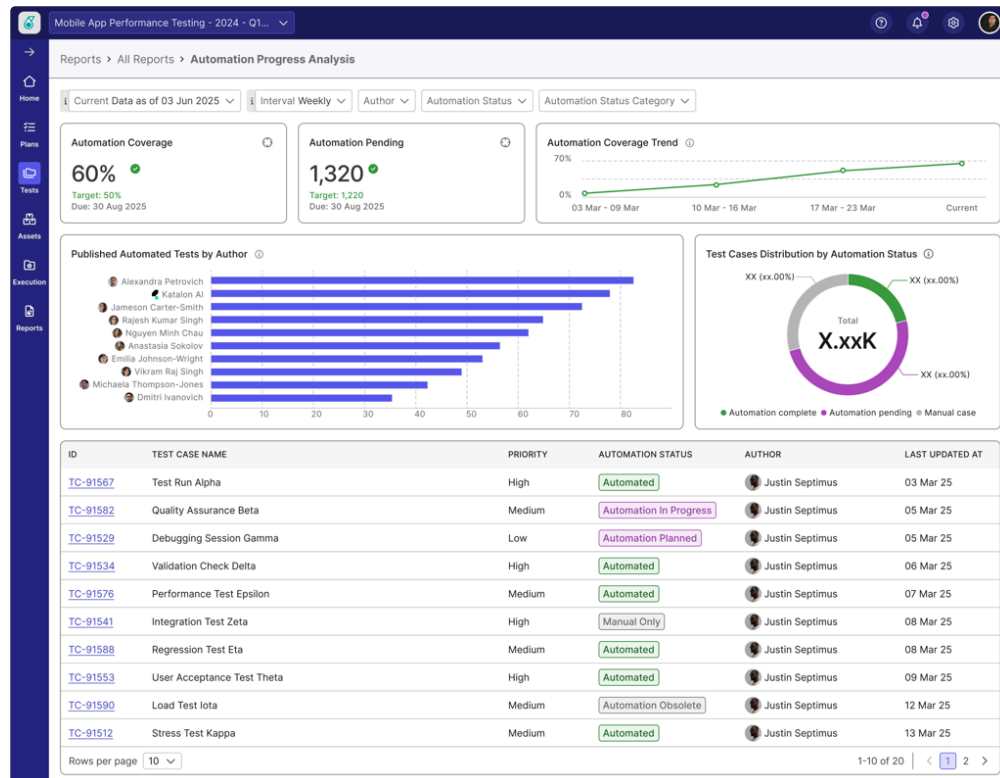 Mobile App Performance Testing - 2024 - Q1...
Reports > All Reports > Automation Progress Analysis
Home
Plans
Tests
Assets
Execution
Reports
i Current Data as of 03 Jun 2025
i Interval Weekly
Author
Automation Status
Automation Status Category
Automation Coverage
60%
Target: 50%
Due: 30 Aug 2025
Automation Pending
1,320
Target: 1,220
Due: 30 Aug 2025
Automation Coverage Trend
70%
0%
03 Mar - 09 Mar 10 Mar - 16 Mar 17 Mar - 23 Mar Current
Published Automated Tests by Author
Alexandra Petrovich
Katalon AI
Jameson Carter-Smith
Rajesh Kumar Singh
Nguyen Minh Chau
Anastasia Sokolov
Emilia Johnson-Wright
Vikram Raj Singh
Michaela Thompson-Jones
Dmitri Ivanovich
0 10 20 30 40 50 60 70 80
Test Cases Distribution by Automation Status
XX (xx.00%)
XX (xx.00%)
Total
X.xxK
XX (xx.00%)
Automation complete Automation pending Manual case
ID TEST CASE NAME PRIORITY AUTOMATION STATUS AUTHOR LAST UPDATED AT
TC-91567 Test Run Alpha High Automated Justin Septimus 03 Mar 25
TC-91582 Quality Assurance Beta Medium Automation In Progress Justin Septimus 05 Mar 25
TC-91529 Debugging Session Gamma Low Automation Planned Justin Septimus 05 Mar 25
TC-91534 Validation Check Delta High Automated Justin Septimus 06 Mar 25
TC-91576 Performance Test Epsilon Medium Automated Justin Septimus 07 Mar 25
TC-91541 Integration Test Zeta High Manual Only Justin Septimus 08 Mar 25
TC-91588 Regression Test Eta Medium Automated Justin Septimus 08 Mar 25
TC-91553 User Acceptance Test Theta High Automated Justin Septimus 09 Mar 25
TC-91590 Load Test Iota Medium Automation Obsolete Justin Septimus 12 Mar 25
TC-91512 Stress Test Kappa Medium Automated Justin Septimus 13 Mar 25
Rows per page 10
1-10 of 20 < 1 2 >